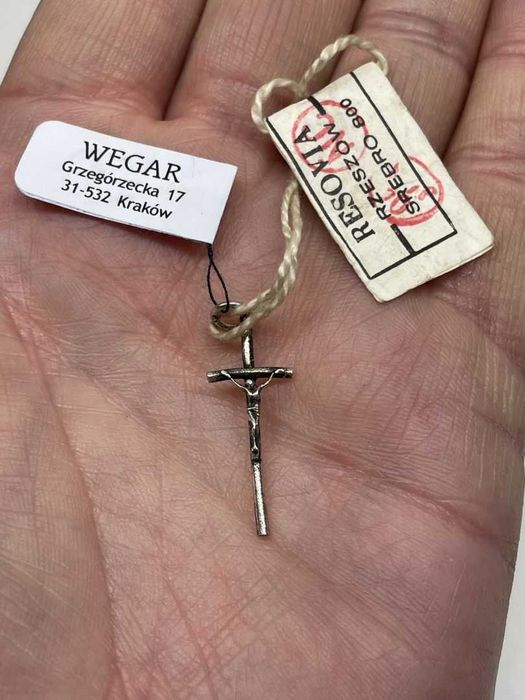 WEGAR
Grzegórzecka 17
31-532 Kraków
RESOVIA
RZESZÓW
SREBRO 800